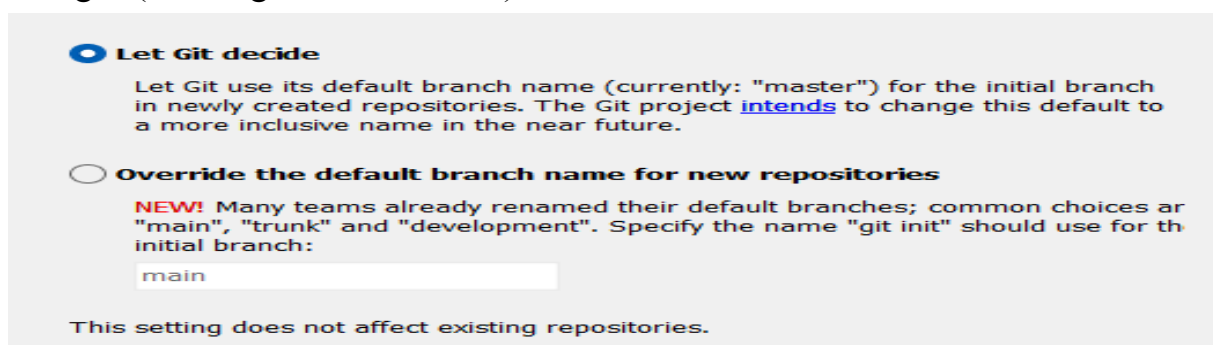 Let Git decide
Let Git use its default branch name (currently: "master") for the initial branch
in newly created repositories. The Git project intends to change this default to
a more inclusive name in the near future.
Override the default branch name for new repositories
NEW! Many teams already renamed their default branches; common choices ar
"main", "trunk" and "development". Specify the name "git init" should use for th
initial branch:
main
This setting does not affect existing repositories.